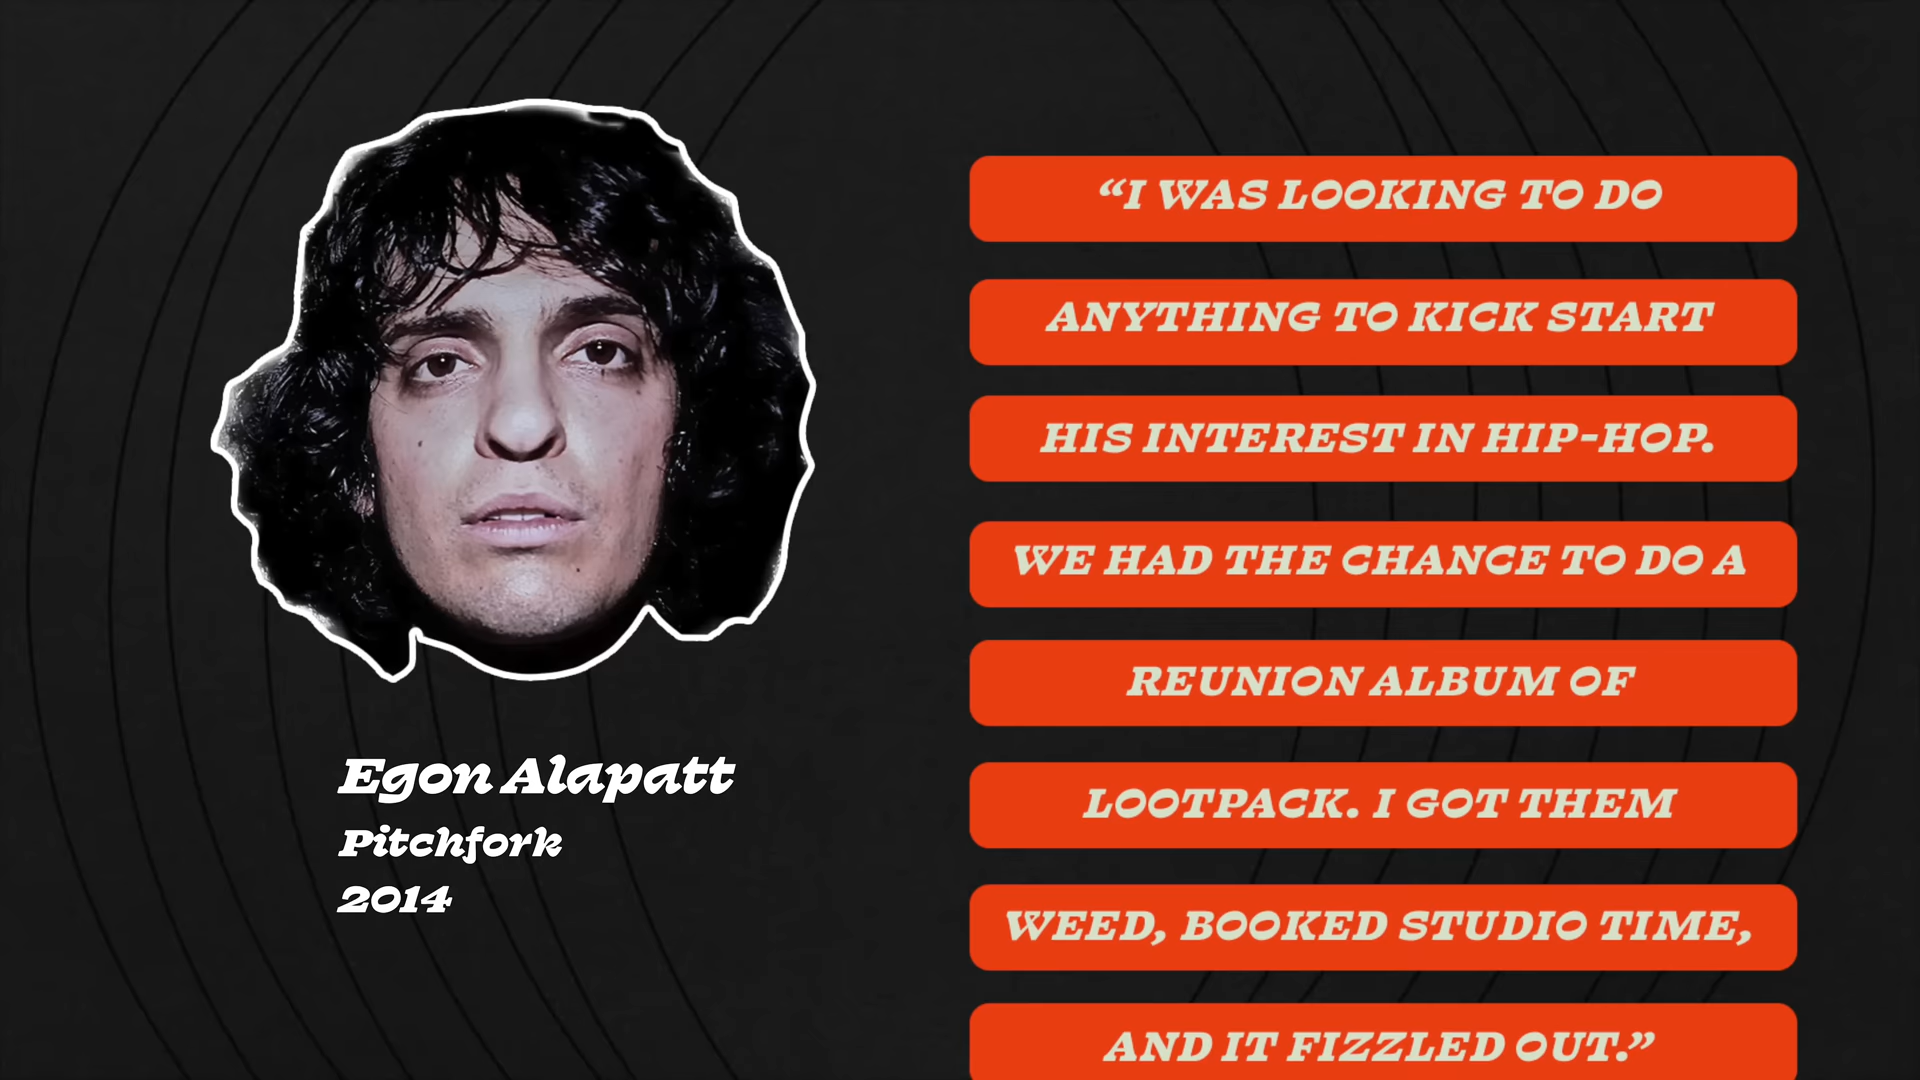 Egon Alapatt
Pitchfork
2014
“I WAS LOOKING TO DO
ANYTHING TO KICK START
HIS INTEREST IN HIP-HOP.
WE HAD THE CHANCE TO DO A
REUNION ALBUM OF
LOOTPACK. I GOT THEM
WEED, BOOKED STUDIO TIME,
AND IT FIZZLED OUT.”